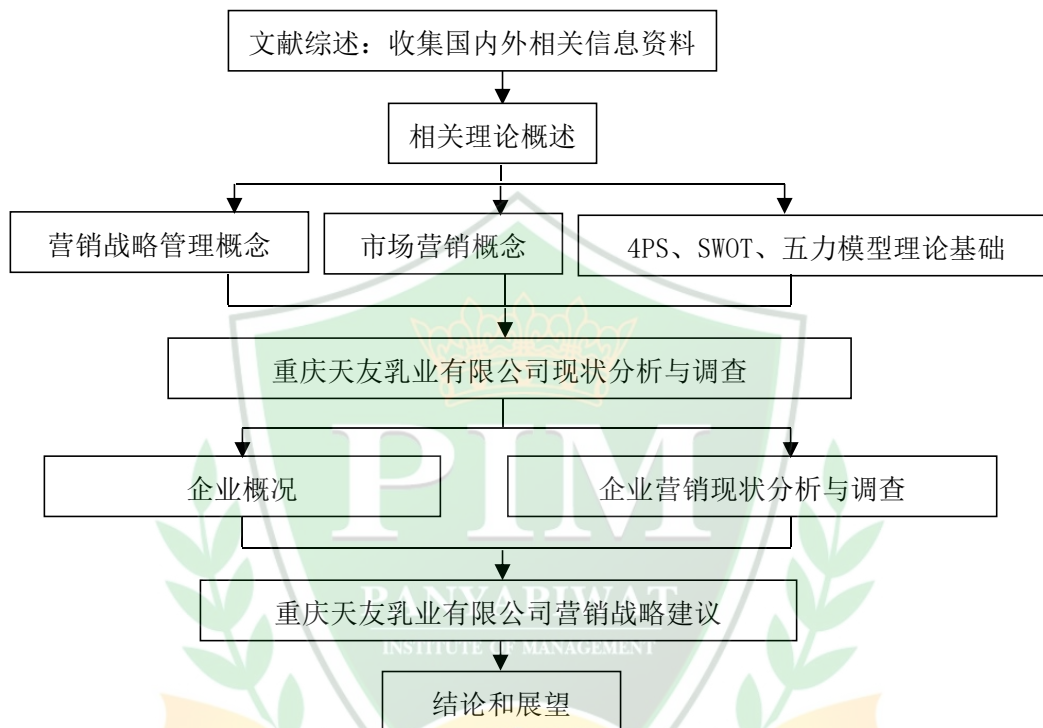 文献综述：收集国内外相关信息资料
相关理论概述
营销战略管理概念
市场营销概念
4PS、SWOT、五力模型理论基础
重庆天友乳业有限公司现状分析与调查
PIM
企业概况
企业营销现状分析与调查
PANYAPIWAT
重庆天友乳业有限公司营销战略建议
INSTITUTE OF MANAGEMENT
结论和展望